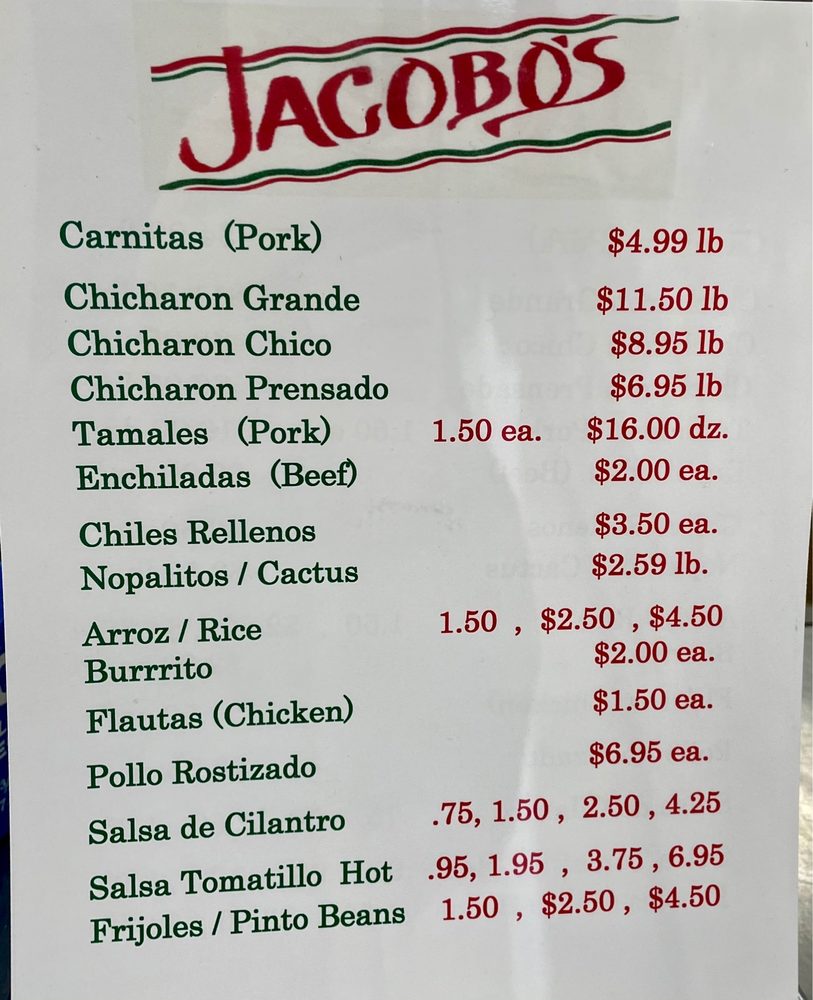 JACOBO'S
Carnitas (Pork) $4.99 lb
Chicharon Grande $11.50 lb
Chicharon Chico $8.95 lb
Chicharon Prensado $6.95 lb
Tamales (Pork) 1.50 ea. $16.00 dz.
Enchiladas (Beef) $2.00 ea.
Chiles Rellenos $3.50 ea.
Nopalitos / Cactus $2.59 lb.
Arroz / Rice 1.50 , $2.50 , $4.50
Burrrito $2.00 ea.
Flautas (Chicken) $1.50 ea.
Pollo Rostizado $6.95 ea.
Salsa de Cilantro .75, 1.50 , 2.50 , 4.25
Salsa Tomatillo Hot .95, 1.95 , 3.75 , 6.95
Frijoles / Pinto Beans 1.50 , $2.50 , $4.50